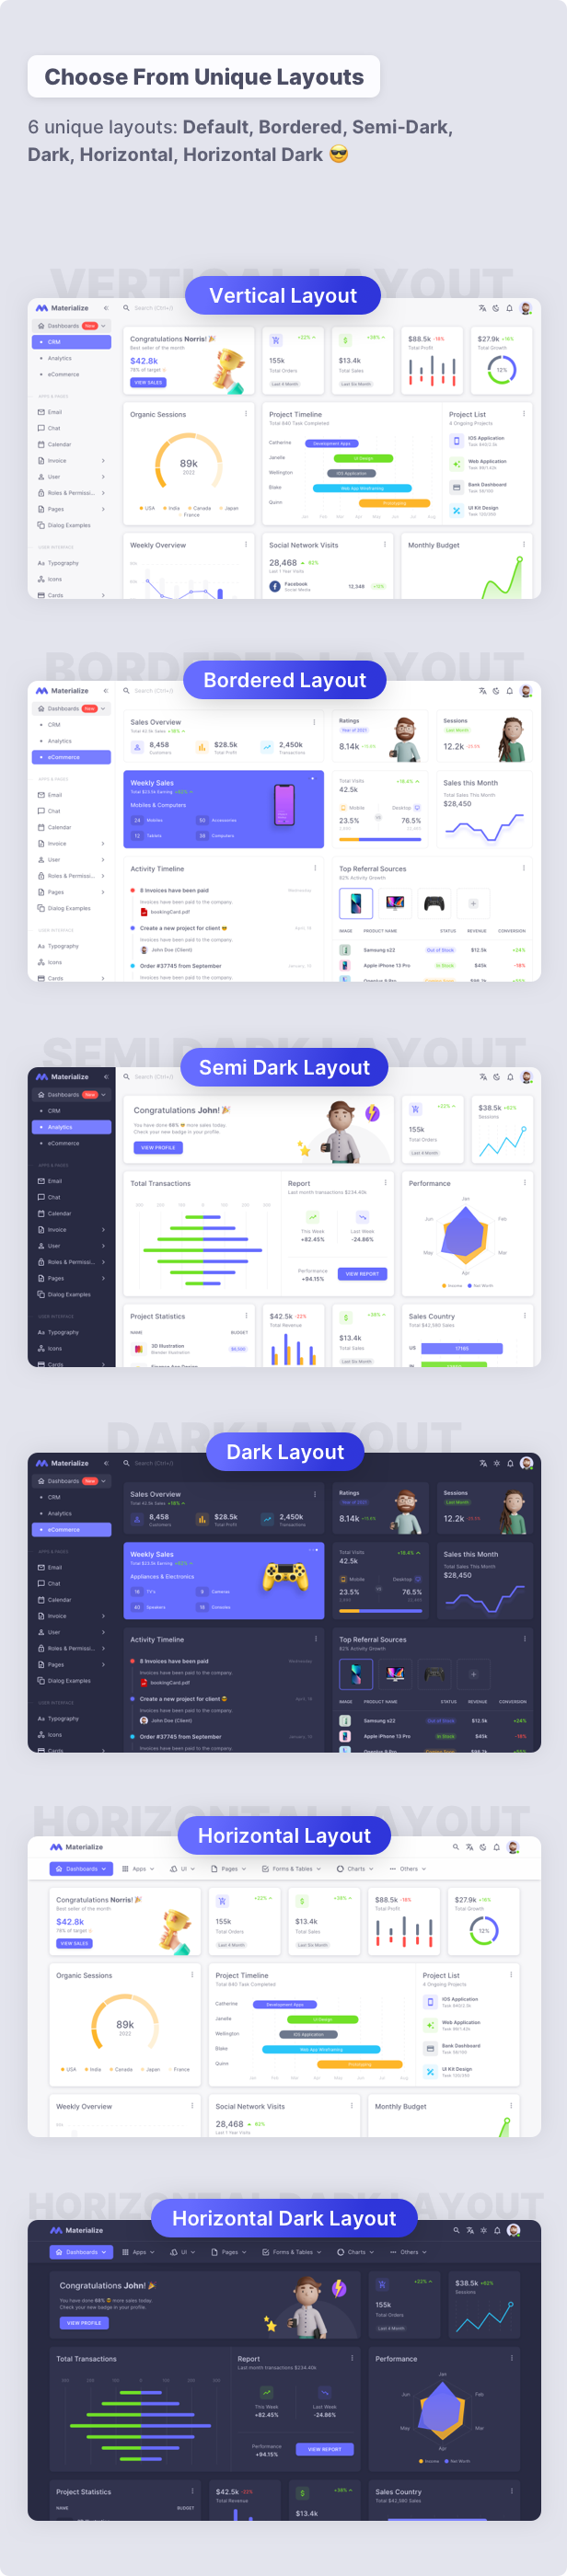 Choose From Unique Layouts
6 unique layouts: Default, Bordered, Semi-Dark,
Dark, Horizontal, Horizontal Dark 😎
VERTICAL LAYOUT
Vertical Layout
Materialize
Search (Ctrl+/)
Dashboards New
CRM
Analytics
eCommerce
APPS & PAGES
Email
Chat
Calendar
Invoice
User
Roles & Permissi...
Pages
Dialog Examples
USER INTERFACE
Typography
Icons
Cards
Congratulations Norris! 🎉
Best seller of the month
$42.8k
78% of target
VIEW SALES
+22%
155k
Total Orders
Last 4 Month
+38%
$13.4k
Total Sales
Last Six Month
$88.5k -18%
Total Profit
$27.9k +16%
Total Growth
12%
Organic Sessions
89k
2022
USA India Canada Japan
France
Project Timeline
Total 840 Task Completed
Catherine
Janelle
Wellington
Blake
Quinn
Development Apps
UI Design
IOS Application
Web App Wireframing
Prototyping
Jan Feb Mar Apr May Jun Jul Aug
Project List
4 Ongoing Projects
IOS Application
Web Application
Bank Dashboard
UI Kit Design
Weekly Overview
Social Network Visits
28,468 82%
Last 1 Year Visits
Facebook
Social Media
12,348
Monthly Budget
BORDERED LAYOUT
Bordered Layout
Materialize
Search (Ctrl+/)
Dashboards New
CRM
Analytics
eCommerce
APPS & PAGES
Email
Chat
Calendar
Invoice
User
Roles & Permissi...
Pages
Dialog Examples
USER INTERFACE
Typography
Icons
Cards
Sales Overview
Total 42.5k Sales +18%
8,458
Customers
$28.5k
Total Profit
2,450k
Transactions
Ratings
Year of 2021
8.14k
Sessions
Last Month
12.2k
Weekly Sales
Total $23.5k Earning +62%
Mobiles & Computers
24 Mobiles
50 Accessories
12 Tablets
38 Computers
Total Visits +18.4%
42.5k
Mobile
Desktop
23.5%
76.5%
Sales this Month
Total Sales This Month
$28,450
Activity Timeline
8 Invoices have been paid
Wednesday
Invoices have been paid to the company.
bookingCard.pdf
Create a new project for client 😎
April, 18
Invoices have been paid to the company.
John Doe (Client)
Order #37745 from September
January, 10
Invoices have been paid to the company.
Top Referral Sources
82% Activity Growth
IMAGE PRODUCT NAME STATUS REVENUE CONVERSION
Samsung s22 Out of Stock $12.5k +24%
Apple iPhone 13 Pro In Stock $45k -18%
SEMI DARK LAYOUT
Semi Dark Layout
Materialize
Search (Ctrl+/)
Dashboards New
CRM
Analytics
eCommerce
APPS & PAGES
Email
Chat
Calendar
Invoice
User
Roles & Permissi...
Pages
Dialog Examples
USER INTERFACE
Typography
Icons
Cards
Congratulations John! 🎉
You have done 68% 😎 more sales today.
Check your new badge in your profile.
VIEW PROFILE
+22%
155k
Total Orders
Last 4 Month
$38.5k +62%
Sessions
Total Transactions
Report
Last month transactions $234.40k
This Week
+82.45%
Last Week
-24.86%
Performance
+94.15%
VIEW REPORT
Performance
Jan
Feb
Mar
Apr
May
Jun
Income Net Worth
Project Statistics
NAME BUDGET
3D Illustration
Blender Illustration
$6,500
$42.5k -22%
Total Revenue
+38%
$13.4k
Total Sales
Last Six Month
Sales Country
Total $42,580 Sales
US 17165
DARK LAYOUT
Dark Layout
Materialize
Search (Ctrl+/)
Dashboards New
CRM
Analytics
eCommerce
APPS & PAGES
Email
Chat
Calendar
Invoice
User
Roles & Permissi...
Pages
Dialog Examples
USER INTERFACE
Typography
Icons
Cards
Sales Overview
Total 42.5k Sales +18%
8,458
Customers
$28.5k
Total Profit
2,450k
Transactions
Ratings
Year of 2021
8.14k
Sessions
Last Month
12.2k
Weekly Sales
Total $23.5k Earning +62%
Appliances & Electronics
16 TV's
9 Cameras
40 Speakers
18 Consoles
Total Visits +18.4%
42.5k
Mobile
Desktop
23.5%
76.5%
Sales this Month
Total Sales This Month
$28,450
Activity Timeline
8 Invoices have been paid
Wednesday
Invoices have been paid to the company.
bookingCard.pdf
Create a new project for client 😎
April, 18
Invoices have been paid to the company.
John Doe (Client)
Order #37745 from September
January, 10
Invoices have been paid to the company.
Top Referral Sources
82% Activity Growth
IMAGE PRODUCT NAME STATUS REVENUE CONVERSION
Samsung s22 Out of Stock $12.5k +24%
Apple iPhone 13 Pro In Stock $45k -18%
HORIZONTAL LAYOUT
Horizontal Layout
Materialize
Dashboards Apps UI Pages Forms & Tables Charts Others
Congratulations Norris! 🎉
Best seller of the month
$42.8k
78% of target
VIEW SALES
+22%
155k
Total Orders
Last 4 Month
+38%
$13.4k
Total Sales
Last Six Month
$88.5k -18%
Total Profit
$27.9k +16%
Total Growth
12%
Organic Sessions
89k
2022
USA India Canada Japan France
Project Timeline
Total 840 Task Completed
Catherine
Janelle
Wellington
Blake
Quinn
Development Apps
UI Design
IOS Application
Web App Wireframing
Prototyping
Jan Feb Mar Apr May Jun Jul Aug
Project List
4 Ongoing Projects
IOS Application
Web Application
Bank Dashboard
UI Kit Design
Weekly Overview
Social Network Visits
28,468 82%
Last 1 Year Visits
Monthly Budget
HORIZONTAL DARK LAYOUT
Horizontal Dark Layout
Materialize
Dashboards Apps UI Pages Forms & Tables Charts Others
Congratulations John! 🎉
You have done 68% 😎 more sales today.
Check your new badge in your profile.
VIEW PROFILE
+22%
155k
Total Orders
Last 4 Month
$38.5k +62%
Sessions
Total Transactions
Report
Last month transactions $234.40k
This Week
+82.45%
Last Week
-24.86%
Performance
+94.15%
VIEW REPORT
Performance
Jan
Feb
Mar
Apr
May
Jun
Income Net Worth
Project Statistics
NAME BUDGET
$42.5k -22%
Total Revenue
+38%
$13.4k
Sales Country
Total $42,580 Sales